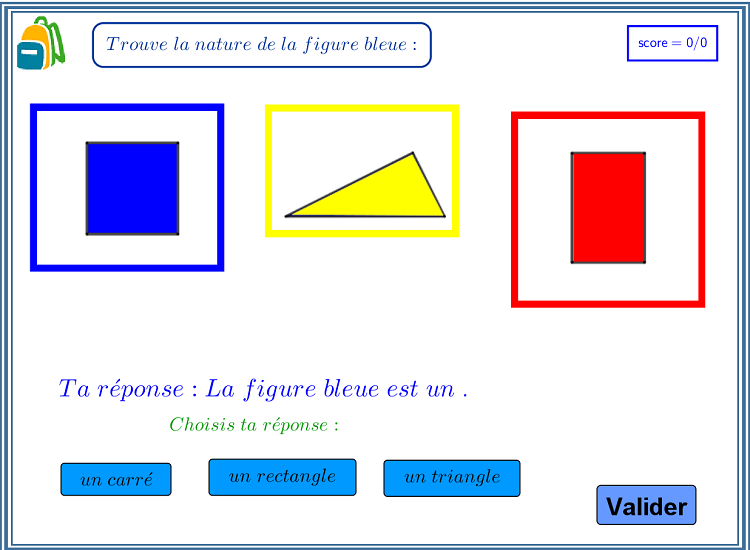 Trouve la nature de la figure bleue :
score = 0/0
Ta réponse : La figure bleue est un .
Choisis ta réponse :
un carré
un rectangle
un triangle
Valider